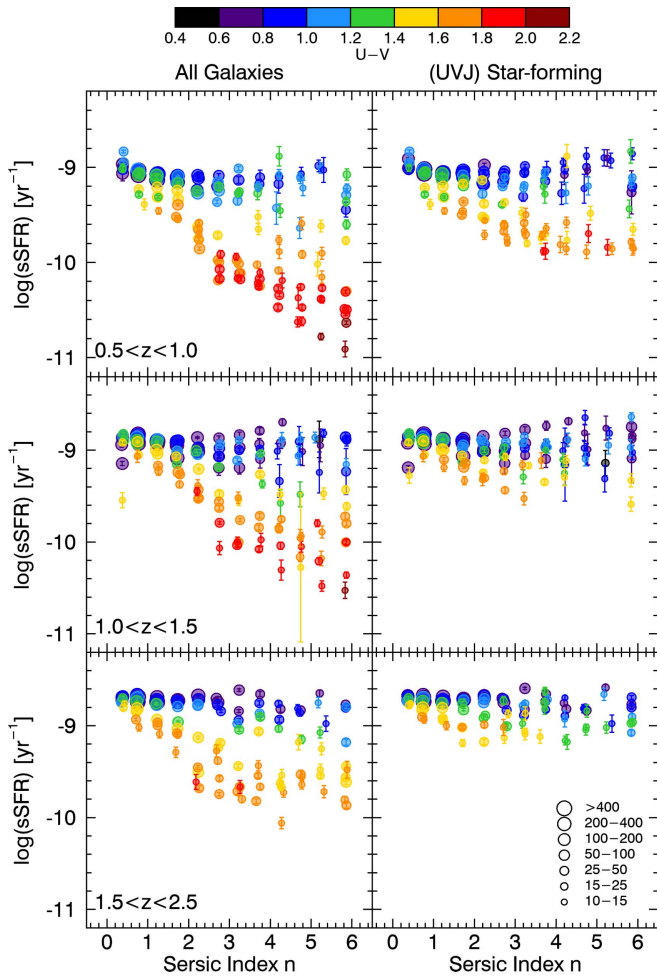 0.4 0.6 0.8 1.0 1.2 1.4 1.6 1.8 2.0 2.2
U−V
All Galaxies
(UVJ) Star-forming
-9
-10
-11
log(sSFR) [yr⁻¹]
0.5<z<1.0
-9
-10
-11
log(sSFR) [yr⁻¹]
1.0<z<1.5
-9
-10
-11
log(sSFR) [yr⁻¹]
1.5<z<2.5
>400
200−400
100−200
50−100
25−50
15−25
10−15
0 1 2 3 4 5 6
0 1 2 3 4 5 6
Sersic Index n
Sersic Index n